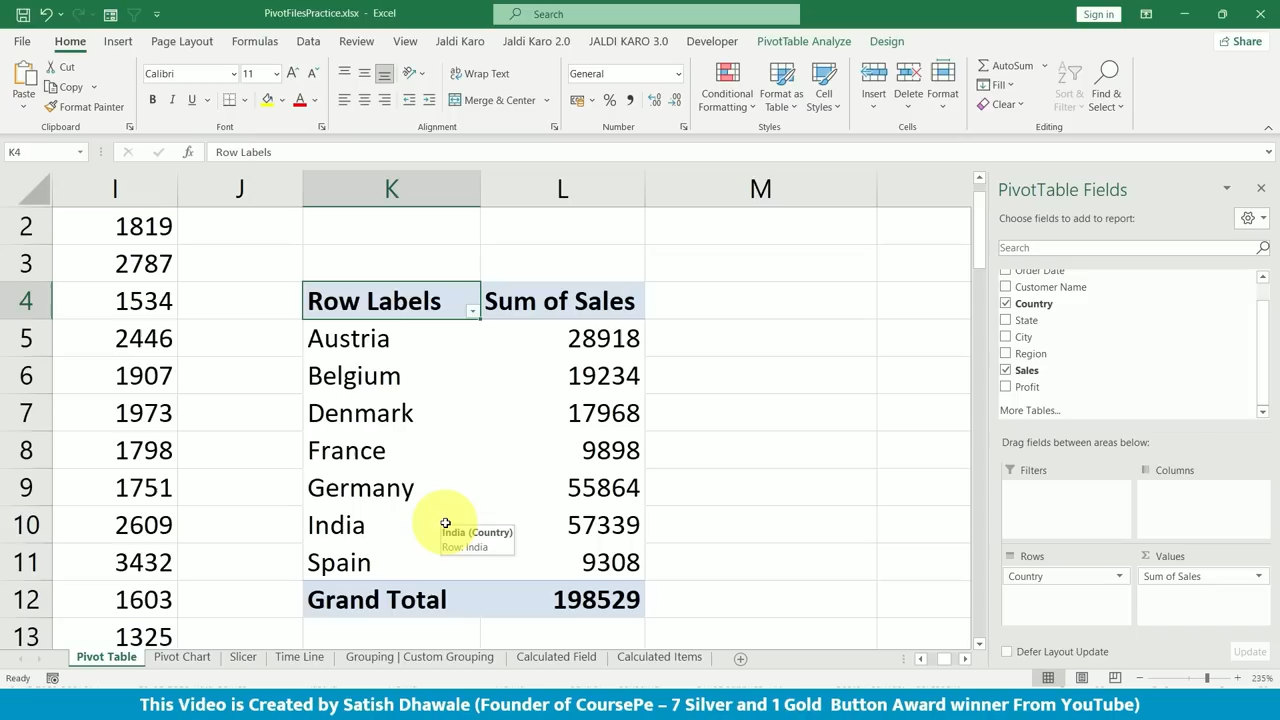 PivotFilesPractice.xlsx - Excel
Search
Sign in
File Home Insert Page Layout Formulas Data Review View Jaldi Karo Jaldi Karo 2.0 JALDI KARO 3.0 Developer PivotTable Analyze Design Share
Paste
Cut
Copy
Format Painter
Calibri 11
B I U
Wrap Text
Merge & Center
General
Conditional Formatting
Format as Table
Cell Styles
Insert
Delete
Format
AutoSum
Fill
Clear
Sort & Filter
Find & Select
Clipboard Font Alignment Number Styles Cells Editing
K4 fx Row Labels
I J K L M
2 1819
3 2787
4 1534 Row Labels Sum of Sales
5 2446 Austria 28918
6 1907 Belgium 19234
7 1973 Denmark 17968
8 1798 France 9898
9 1751 Germany 55864
10 2609 India 57339
India (Country)
Row: India
11 3432 Spain 9308
12 1603 Grand Total 198529
13 1325
PivotTable Fields
Choose fields to add to report:
Search
Order Date
Customer Name
Country
State
City
Region
Sales
Profit
More Tables...
Drag fields between areas below:
Filters Columns
Rows Values
Country Sum of Sales
Defer Layout Update Update
Pivot Table Pivot Chart Slicer Time Line Grouping | Custom Grouping Calculated Field Calculated Items
Ready 235%
This Video is Created by Satish Dhawale (Founder of CoursePe – 7 Silver and 1 Gold Button Award winner From YouTube)